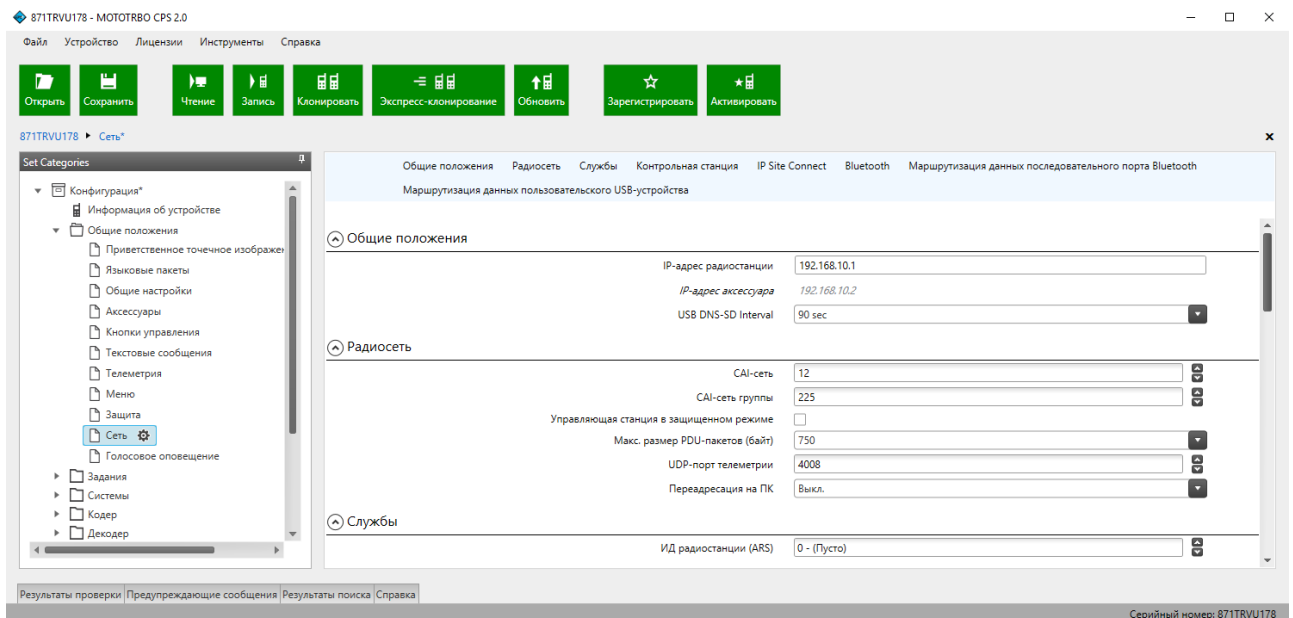 871TRVU178 - MOTOTRBO CPS 2.0
Файл Устройство Лицензии Инструменты Справка
Открыть Сохранить Чтение Запись Клонировать Экспресс-клонирование Обновить Зарегистрировать Активировать
871TRVU178 Сеть*
Set Categories
Конфигурация*
Информация об устройстве
Общие положения
Приветственное точечное изображен
Языковые пакеты
Общие настройки
Аксессуары
Кнопки управления
Текстовые сообщения
Телеметрия
Меню
Защита
Сеть
Голосовое оповещение
Задания
Системы
Кодер
Декодер
Общие положения Радиосеть Службы Контрольная станция IP Site Connect Bluetooth Маршрутизация данных последовательного порта Bluetooth
Маршрутизация данных пользовательского USB-устройства
Общие положения
IP-адрес радиостанции 192.168.10.1
IP-адрес аксессуара 192.168.10.2
USB DNS-SD Interval 90 sec
Радиосеть
CAI-сеть 12
CAI-сеть группы 225
Управляющая станция в защищенном режиме
Макс. размер PDU-пакетов (байт) 750
UDP-порт телеметрии 4008
Переадресация на ПК Выкл.
Службы
ИД радиостанции (ARS) 0 - (Пусто)
Результаты проверки Предупреждающие сообщения Результаты поиска Справка
Серийный номер: 871TRVU178